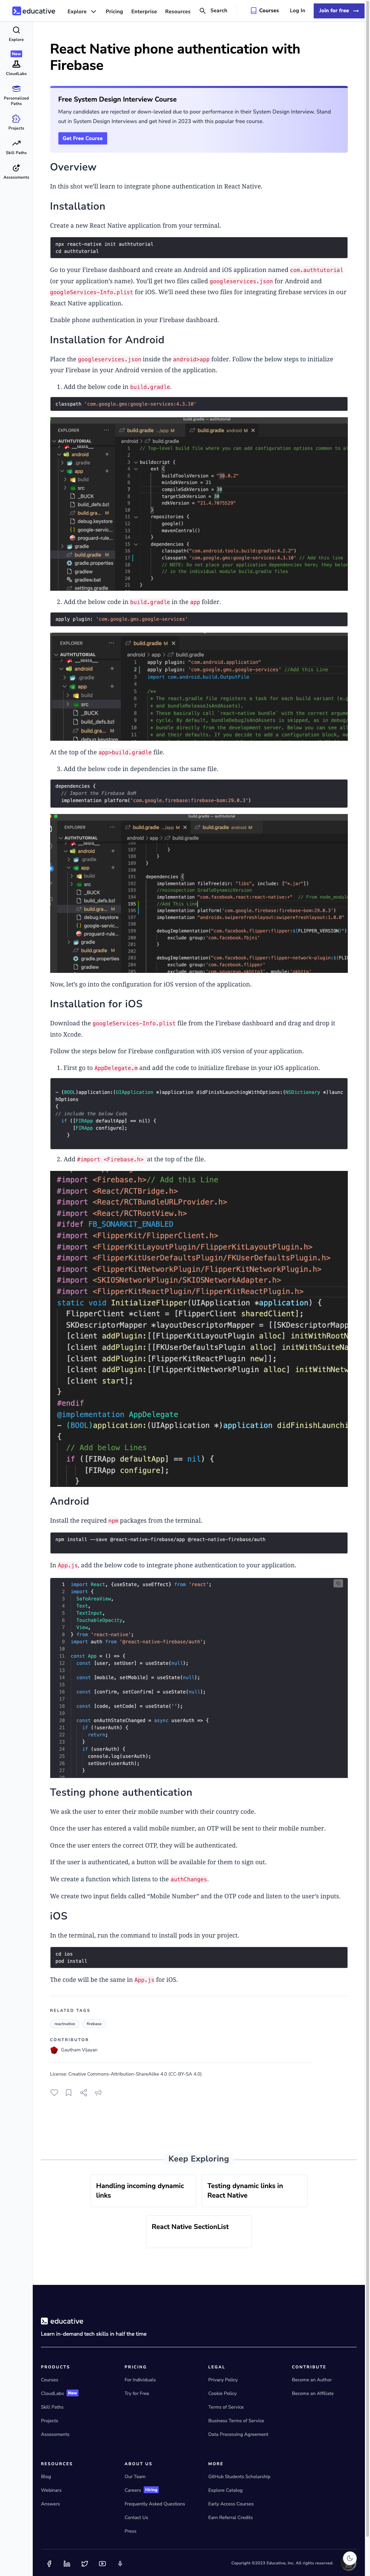 educative
Explore
Pricing
Enterprise
Resources
Search
Courses
Log In
Join for free
Explore
New
CloudLabs
Personalized
Paths
Projects
Skill Paths
Assessments
React Native phone authentication with
Firebase
Free System Design Interview Course
Many candidates are rejected or down-leveled due to poor performance in their System Design Interview. Stand
out in System Design Interviews and get hired in 2023 with this popular free course.
Get Free Course
Overview
In this shot we'll learn to integrate phone authentication in React Native.
Installation
Create a new React Native application from your terminal.
npx react-native init authtutorial
cd authtutorial
Go to your Firebase dashboard and create an Android and iOS application named com.authtutorial
(or your application's name). You'll get two files called googleservices.json for Android and
googleServices-Info.plist for iOS. We'll need these two files for integrating firebase services in our
React Native application.
Enable phone authentication in your Firebase dashboard.
Installation for Android
Place the googleservices.json inside the android>app folder. Follow the below steps to initialize
your Firebase in your Android version of the application.
1. Add the below code in build.gradle.
classpath 'com.google.gms:google-services:4.3.10'
2. Add the below code in build.gradle in the app folder.
apply plugin: 'com.google.gms.google-services'
At the top of the app>build.gradle file.
3. Add the below code in dependencies in the same file.
dependencies {
// Import the Firebase BoM
implementation platform('com.google.firebase:firebase-bom:29.0.3')
Now, let's go into the configuration for iOS version of the application.
Installation for iOS
Download the googleServices-Info.plist file from the Firebase dashboard and drag and drop it
into Xcode.
Follow the steps below for Firebase configuration with iOS version of your application.
1. First go to AppDelegate.m and add the code to initialize firebase in your iOS application.
- (BOOL)application:(UIApplication *)application didFinishLaunchingWithOptions:(NSDictionary *)launc
hOptions
{
// include the below Code
if ([FIRApp defaultApp] == nil) {
[FIRApp configure];
}
2. Add #import <Firebase.h> at the top of the file.
#import <Firebase.h>// Add this Line
#import <React/RCTBridge.h>
#import <React/RCTBundleURLProvider.h>
#import <React/RCTRootView.h>
#ifdef FB_SONARKIT_ENABLED
#import <FlipperKit/FlipperClient.h>
#import <FlipperKitLayoutPlugin/FlipperKitLayoutPlugin.h>
#import <FlipperKitUserDefaultsPlugin/FKUserDefaultsPlugin.h>
#import <FlipperKitNetworkPlugin/FlipperKitNetworkPlugin.h>
#import <SKIOSNetworkPlugin/SKIOSNetworkAdapter.h>
#import <FlipperKitReactPlugin/FlipperKitReactPlugin.h>
static void InitializeFlipper(UIApplication *application) {
FlipperClient *client = [FlipperClient sharedClient];
SKDescriptorMapper *layoutDescriptorMapper = [[SKDescriptorM
[client addPlugin:[[FlipperKitLayoutPlugin alloc] initWithRootN
[client addPlugin:[[FKUserDefaultsPlugin alloc] initWithSuiteNa
[client addPlugin:[FlipperKitReactPlugin new]];
[client addPlugin:[[FlipperKitNetworkPlugin alloc] initWithNetw
[client start];
}
#endif
@implementation AppDelegate
- (BOOL)application:(UIApplication *)application didFinishLaunchin
{
// Add below Lines
if ([FIRApp defaultApp] == nil) {
[FIRApp configure];
}
Android
Install the required npm packages from the terminal.
npm install --save @react-native-firebase/app @react-native-firebase/auth
In App.js, add the below code to integrate phone authentication to your application.
1 import React, {useState, useEffect} from 'react';
2 import {
3 SafeAreaView,
4 Text,
5 TextInput,
6 TouchableOpacity,
7 View,
8 } from 'react-native';
9 import auth from '@react-native-firebase/auth';
10
11 const App = () => {
12 const [user, setUser] = useState(null);
13
14 const [mobile, setMobile] = useState(null);
15
16 const [confirm, setConfirm] = useState(null);
17
18 const [code, setCode] = useState('');
19
20 const onAuthStateChanged = async userAuth => {
21 if (!userAuth) {
22 return;
23 }
24 if (userAuth) {
25 console.log(userAuth);
26 setUser(userAuth);
27 }
Testing phone authentication
We ask the user to enter their mobile number with their country code.
Once the user has entered a valid mobile number, an OTP will be sent to their mobile number.
Once the user enters the correct OTP, they will be authenticated.
If the user is authenticated, a button will be available for them to sign out.
We create a function which listens to the authChanges.
We create two input fields called “Mobile Number” and the OTP code and listen to the user's inputs.
iOS
In the terminal, run the command to install pods in your project.
cd ios
pod install
The code will be the same in App.js for iOS.
RELATED TAGS
reactnative
firebase
CONTRIBUTOR
Gautham Vijayan
License: Creative Commons-Attribution-ShareAlike 4.0 (CC-BY-SA 4.0)
Keep Exploring
Handling incoming dynamic
links
Testing dynamic links in
React Native
React Native SectionList
educative
Learn in-demand tech skills in half the time
PRODUCTS
Courses
CloudLabs New
Skill Paths
Projects
Assessments
PRICING
For Individuals
Try for Free
LEGAL
Privacy Policy
Cookie Policy
Terms of Service
Business Terms of Service
Data Processing Agreement
CONTRIBUTE
Become an Author
Become an Affiliate
RESOURCES
Blog
Webinars
Answers
ABOUT US
Our Team
Careers Hiring
Frequently Asked Questions
Contact Us
Press
MORE
GitHub Students Scholarship
Explore Catalog
Early Access Courses
Earn Referral Credits
Copyright ©2023 Educative, Inc. All rights reserved.